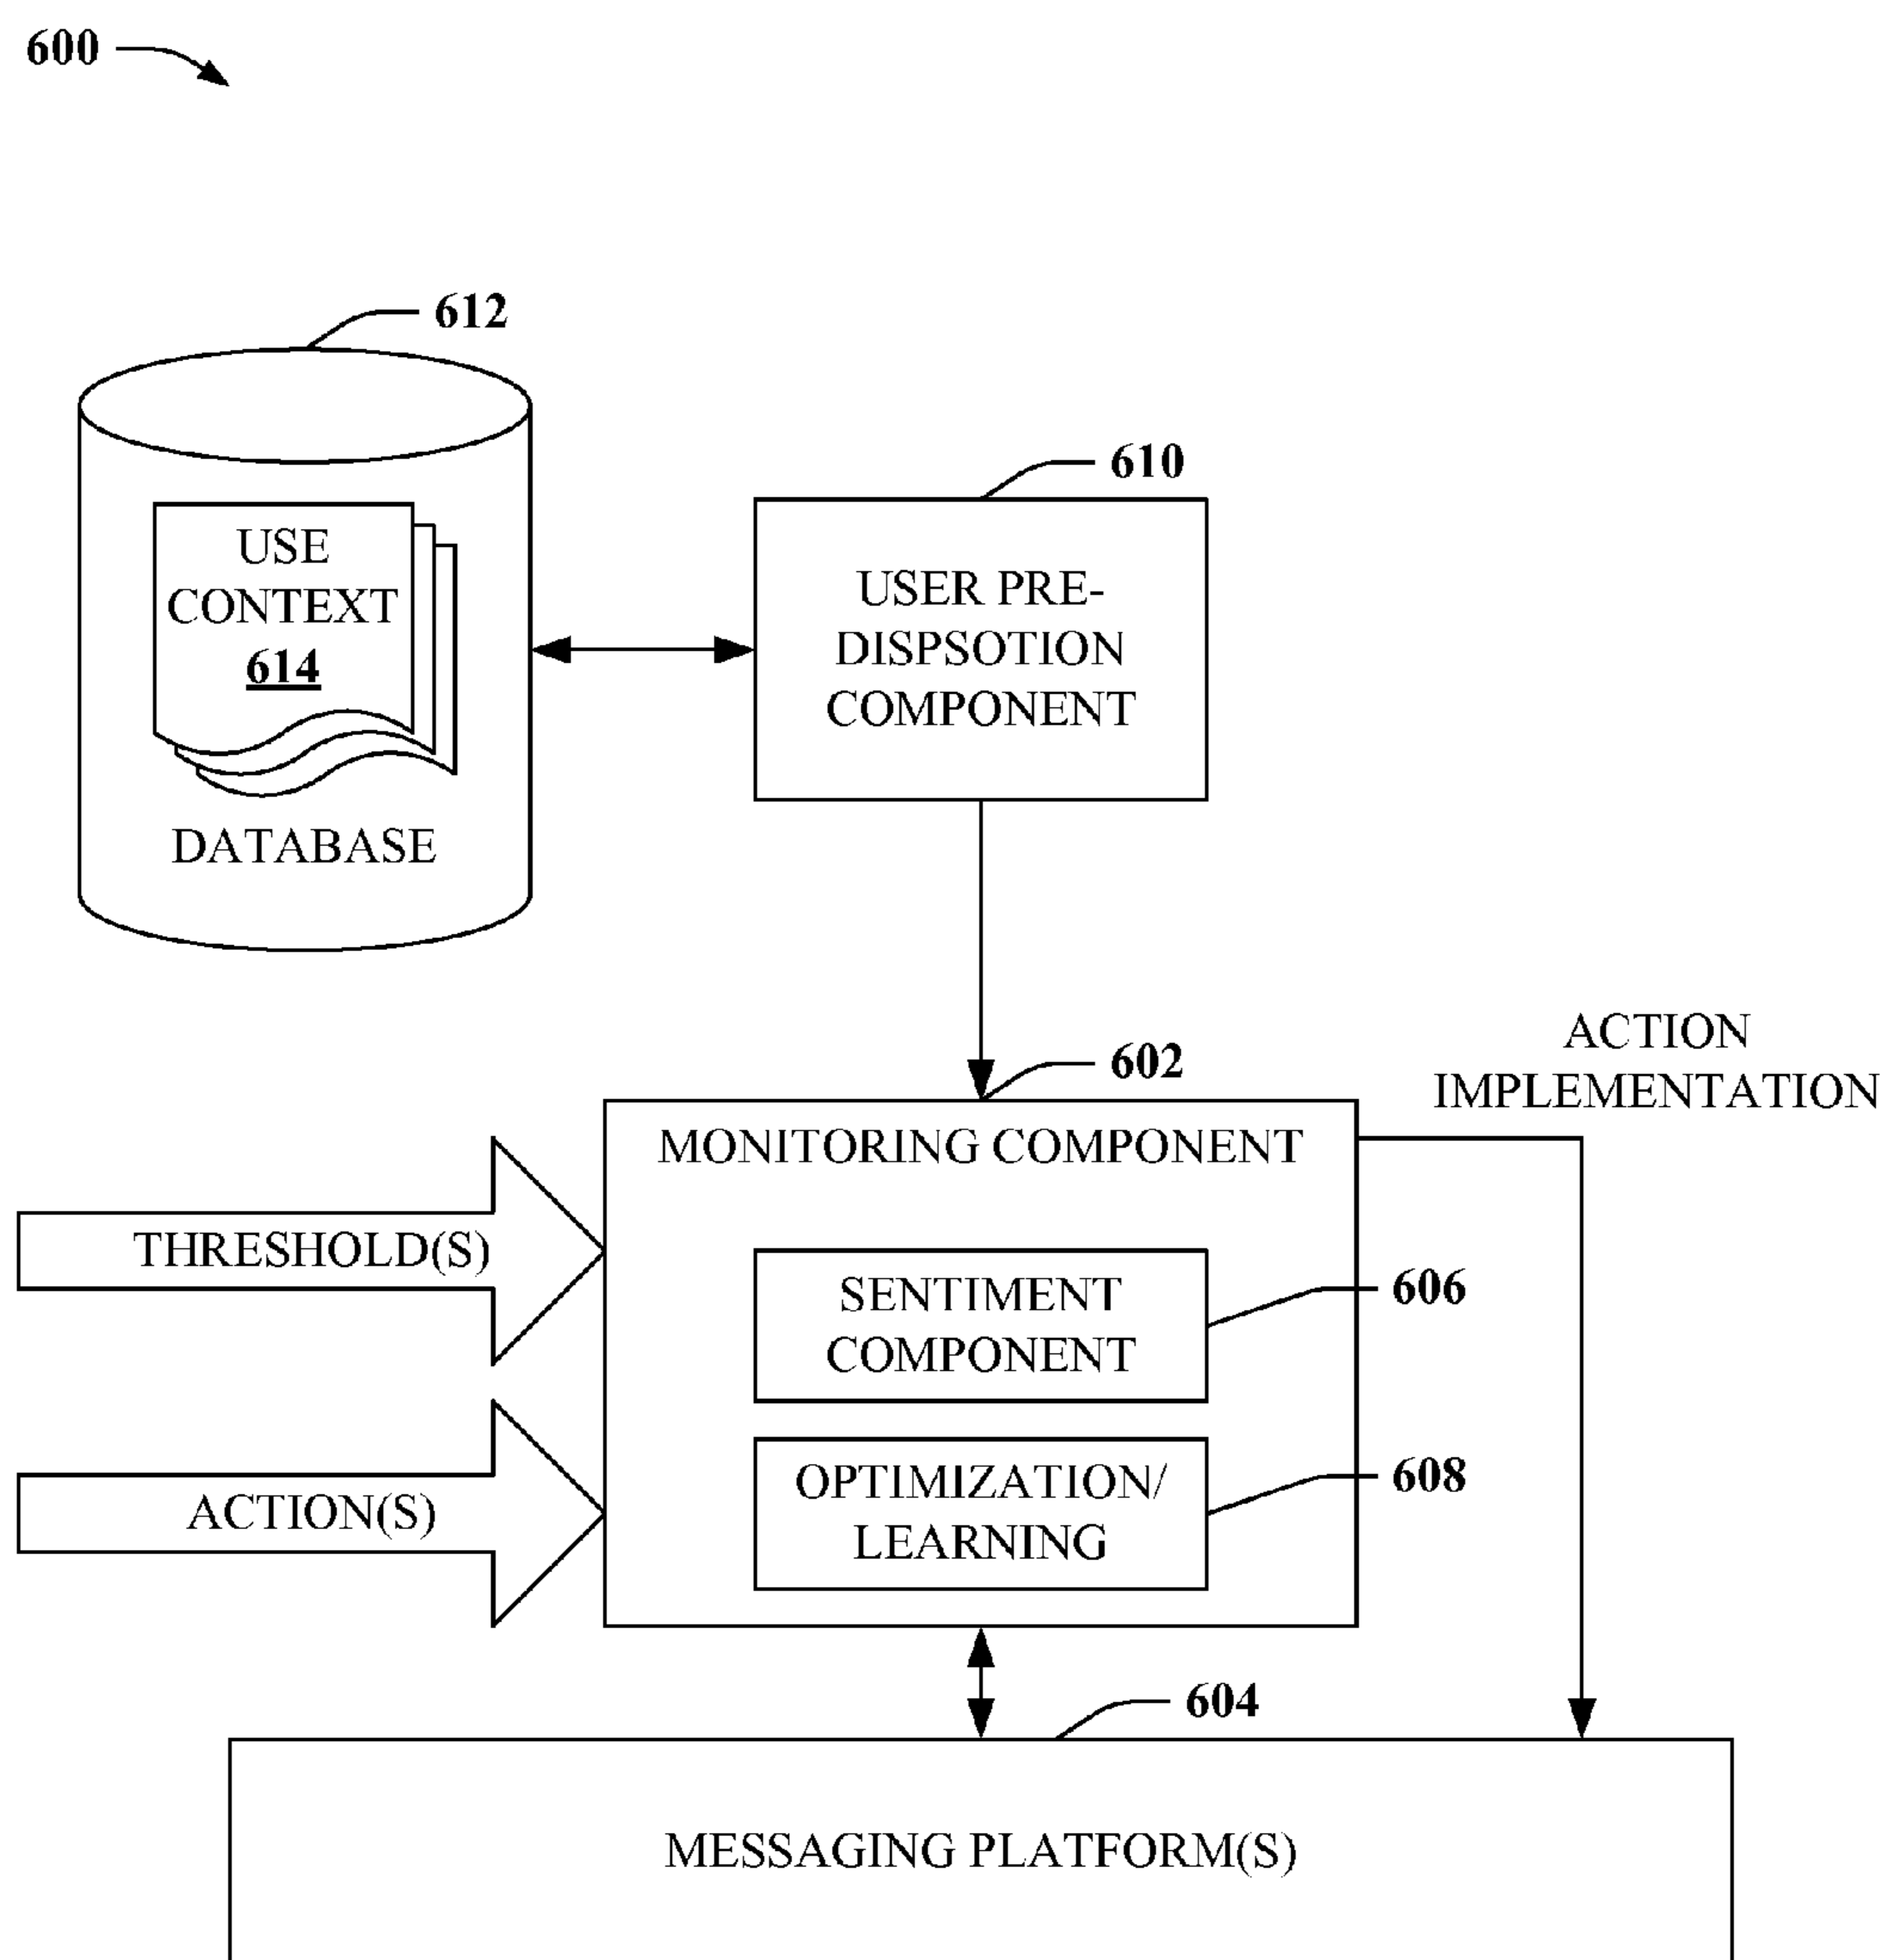 600
612
USE
CONTEXT
614
DATABASE
610
USER PRE-
DISPSOTION
COMPONENT
602
ACTION
IMPLEMENTATION
MONITORING COMPONENT
THRESHOLD(S)
SENTIMENT
COMPONENT
606
ACTION(S)
OPTIMIZATION/
LEARNING
608
604
MESSAGING PLATFORM(S)